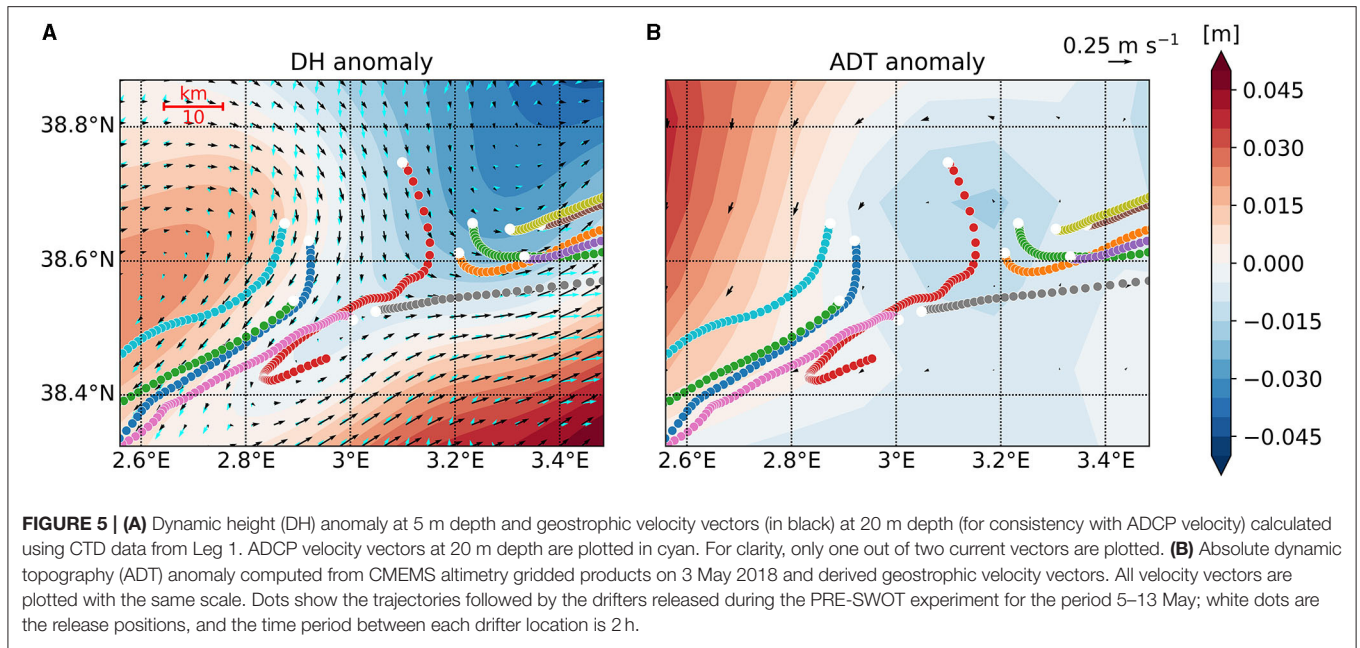 A
B
DH anomaly
ADT anomaly
0.25 m s⁻¹
[m]
km
10
38.8°N
38.6°N
38.4°N
2.6°E 2.8°E 3°E 3.2°E 3.4°E
2.6°E 2.8°E 3°E 3.2°E 3.4°E
0.045
0.030
0.015
0.000
−0.015
−0.030
−0.045
FIGURE 5 | (A) Dynamic height (DH) anomaly at 5 m depth and geostrophic velocity vectors (in black) at 20 m depth (for consistency with ADCP velocity) calculated
using CTD data from Leg 1. ADCP velocity vectors at 20 m depth are plotted in cyan. For clarity, only one out of two current vectors are plotted. (B) Absolute dynamic
topography (ADT) anomaly computed from CMEMS altimetry gridded products on 3 May 2018 and derived geostrophic velocity vectors. All velocity vectors are
plotted with the same scale. Dots show the trajectories followed by the drifters released during the PRE-SWOT experiment for the period 5–13 May; white dots are
the release positions, and the time period between each drifter location is 2 h.